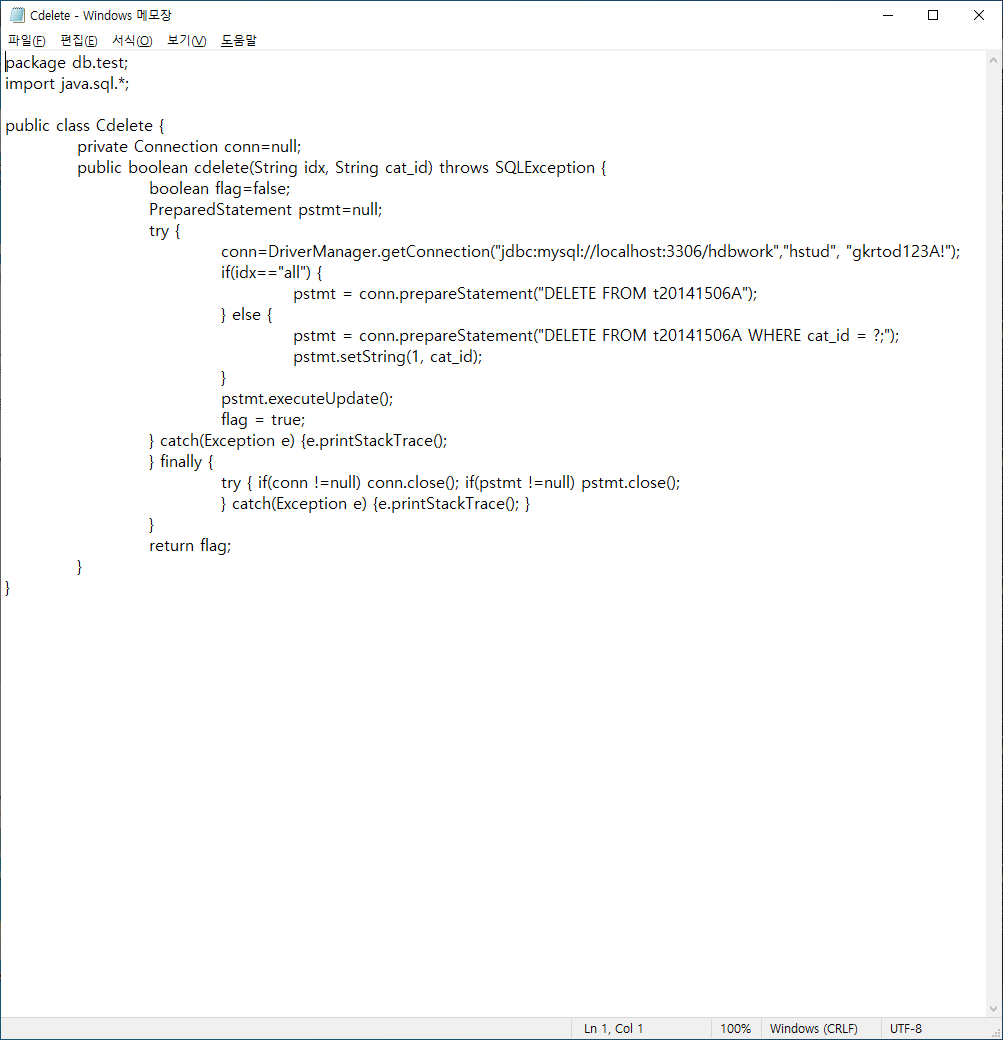 Cdelete - Windows 메모장
파일(F) 편집(E) 서식(O) 보기(V) 도움말
package db.test;
import java.sql.*;
public class Cdelete {
private Connection conn=null;
public boolean cdelete(String idx, String cat_id) throws SQLException {
boolean flag=false;
PreparedStatement pstmt=null;
try {
conn=DriverManager.getConnection("jdbc:mysql://localhost:3306/hdbwork","hstud", "gkrtod123A!");
if(idx=="all") {
pstmt = conn.prepareStatement("DELETE FROM t20141506A");
} else {
pstmt = conn.prepareStatement("DELETE FROM t20141506A WHERE cat_id = ?;");
pstmt.setString(1, cat_id);
}
pstmt.executeUpdate();
flag = true;
} catch(Exception e) {e.printStackTrace();
} finally {
try { if(conn !=null) conn.close(); if(pstmt !=null) pstmt.close();
} catch(Exception e) {e.printStackTrace(); }
}
return flag;
}
}
Ln 1, Col 1 100% Windows (CRLF) UTF-8